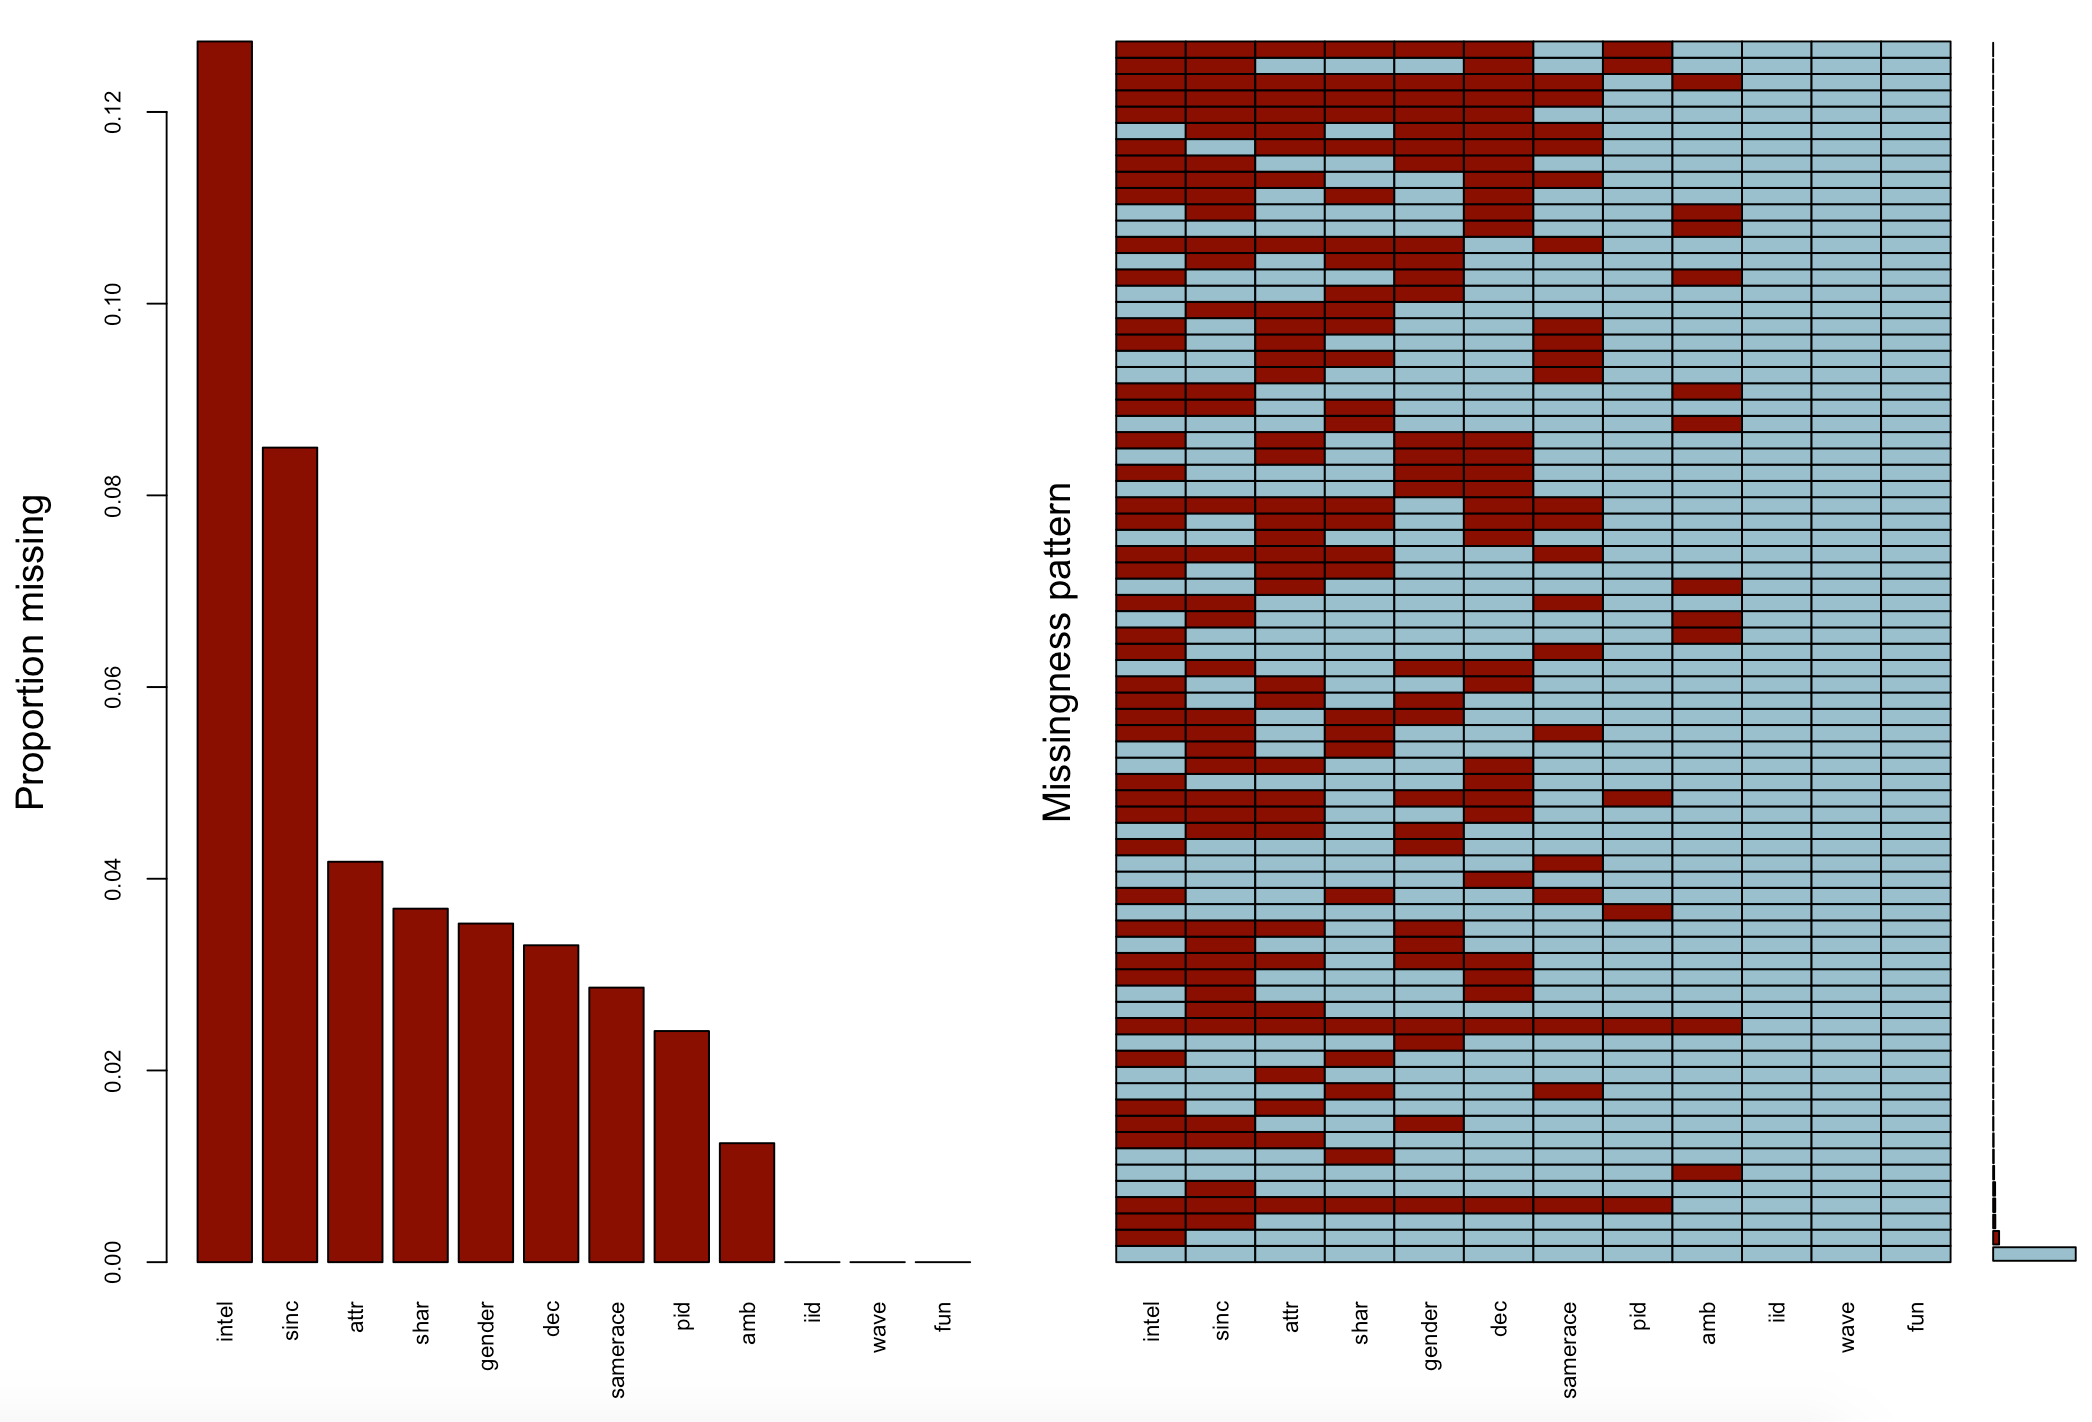 Proportion missing
0.12
0.10
0.08
0.06
0.04
0.02
0.00
intel
sinc
attr
shar
gender
dec
samerace
pid
amb
iid
wave
fun
Missingness pattern
intel
sinc
attr
shar
gender
dec
samerace
pid
amb
iid
wave
fun